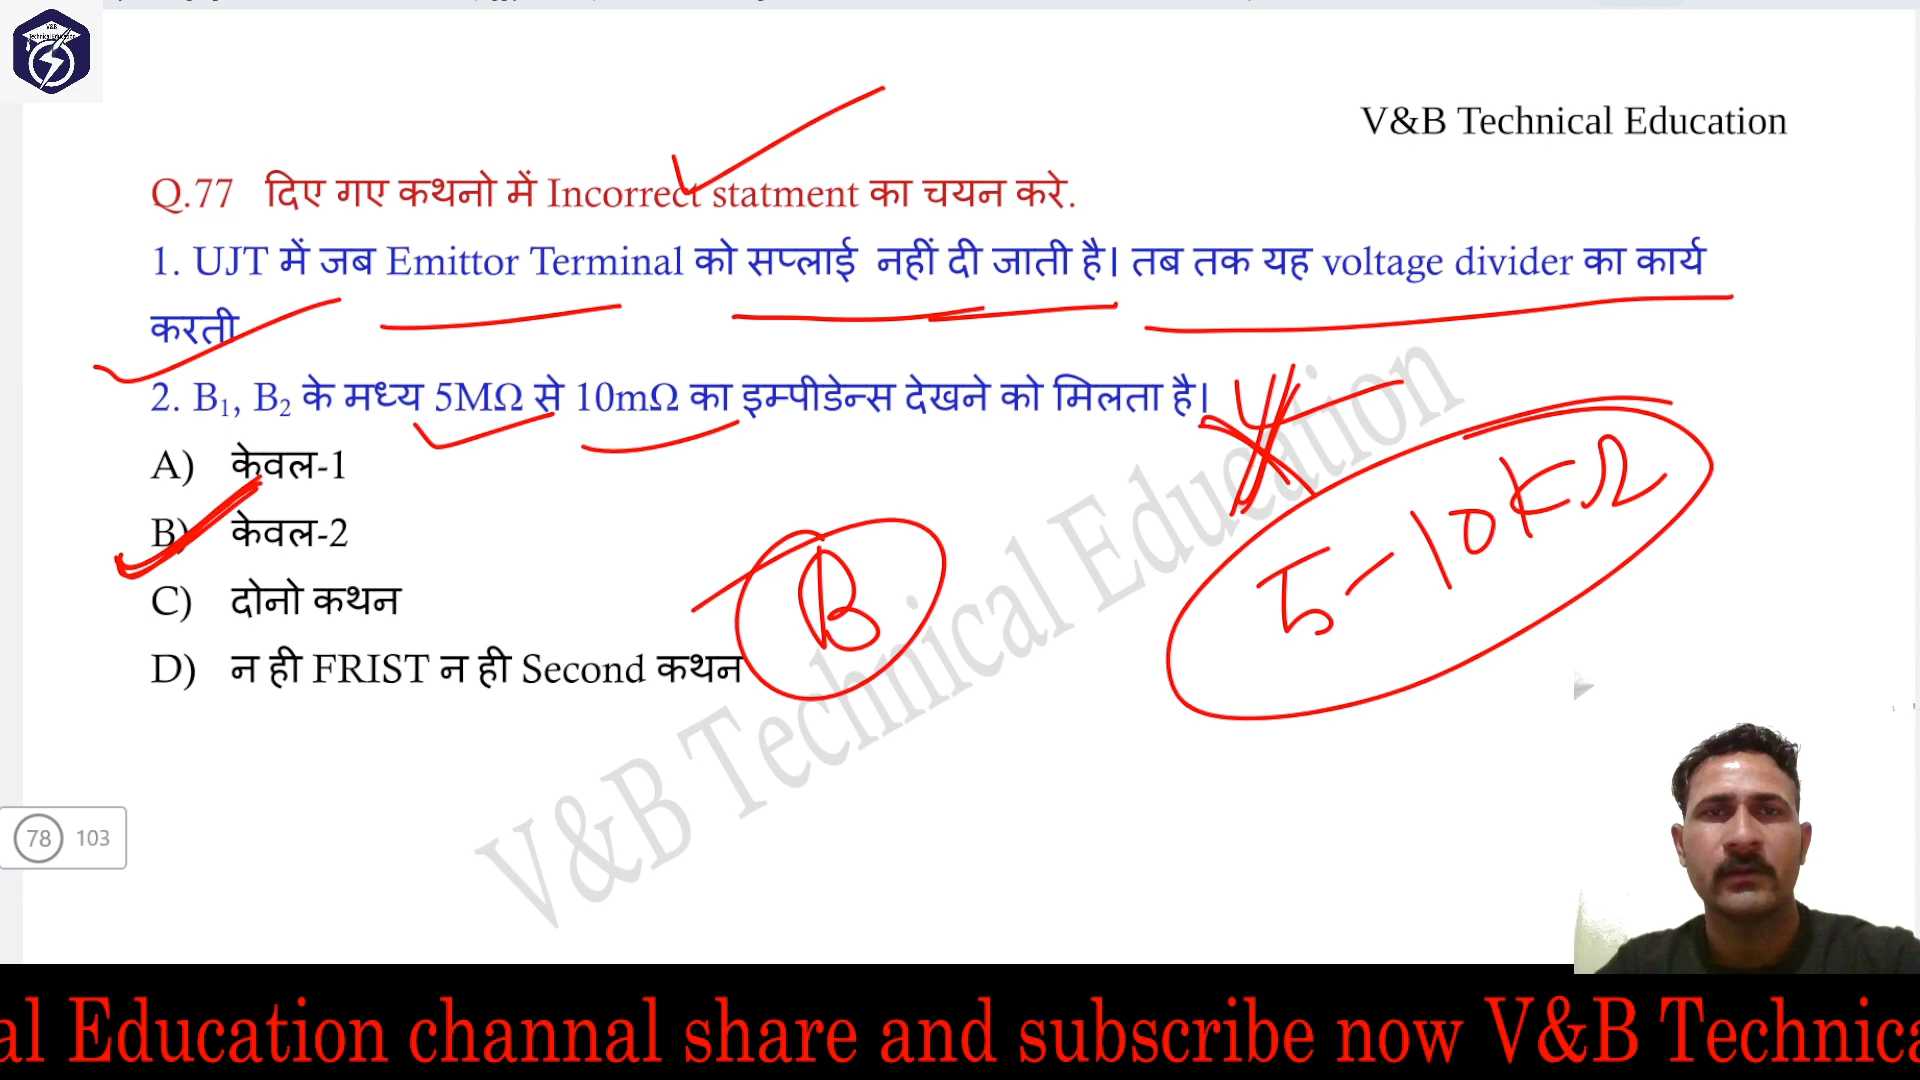 V&B Technical Education
Q.77 दिए गए कथनो में Incorrect statment का चयन करे.
1. UJT में जब Emittor Terminal को सप्लाई नहीं दी जाती है। तब तक यह voltage divider का कार्य
करती
2. B₁, B₂ के मध्य 5MΩ से 10mΩ का इम्पीडेन्स देखने को मिलता है।
A) केवल-1
B) केवल-2
C) दोनो कथन
D) न ही FRIST न ही Second कथन
B
5-10KΩ
V&B Technical Education
78 103
al Education channal share and subscribe now V&B Technica